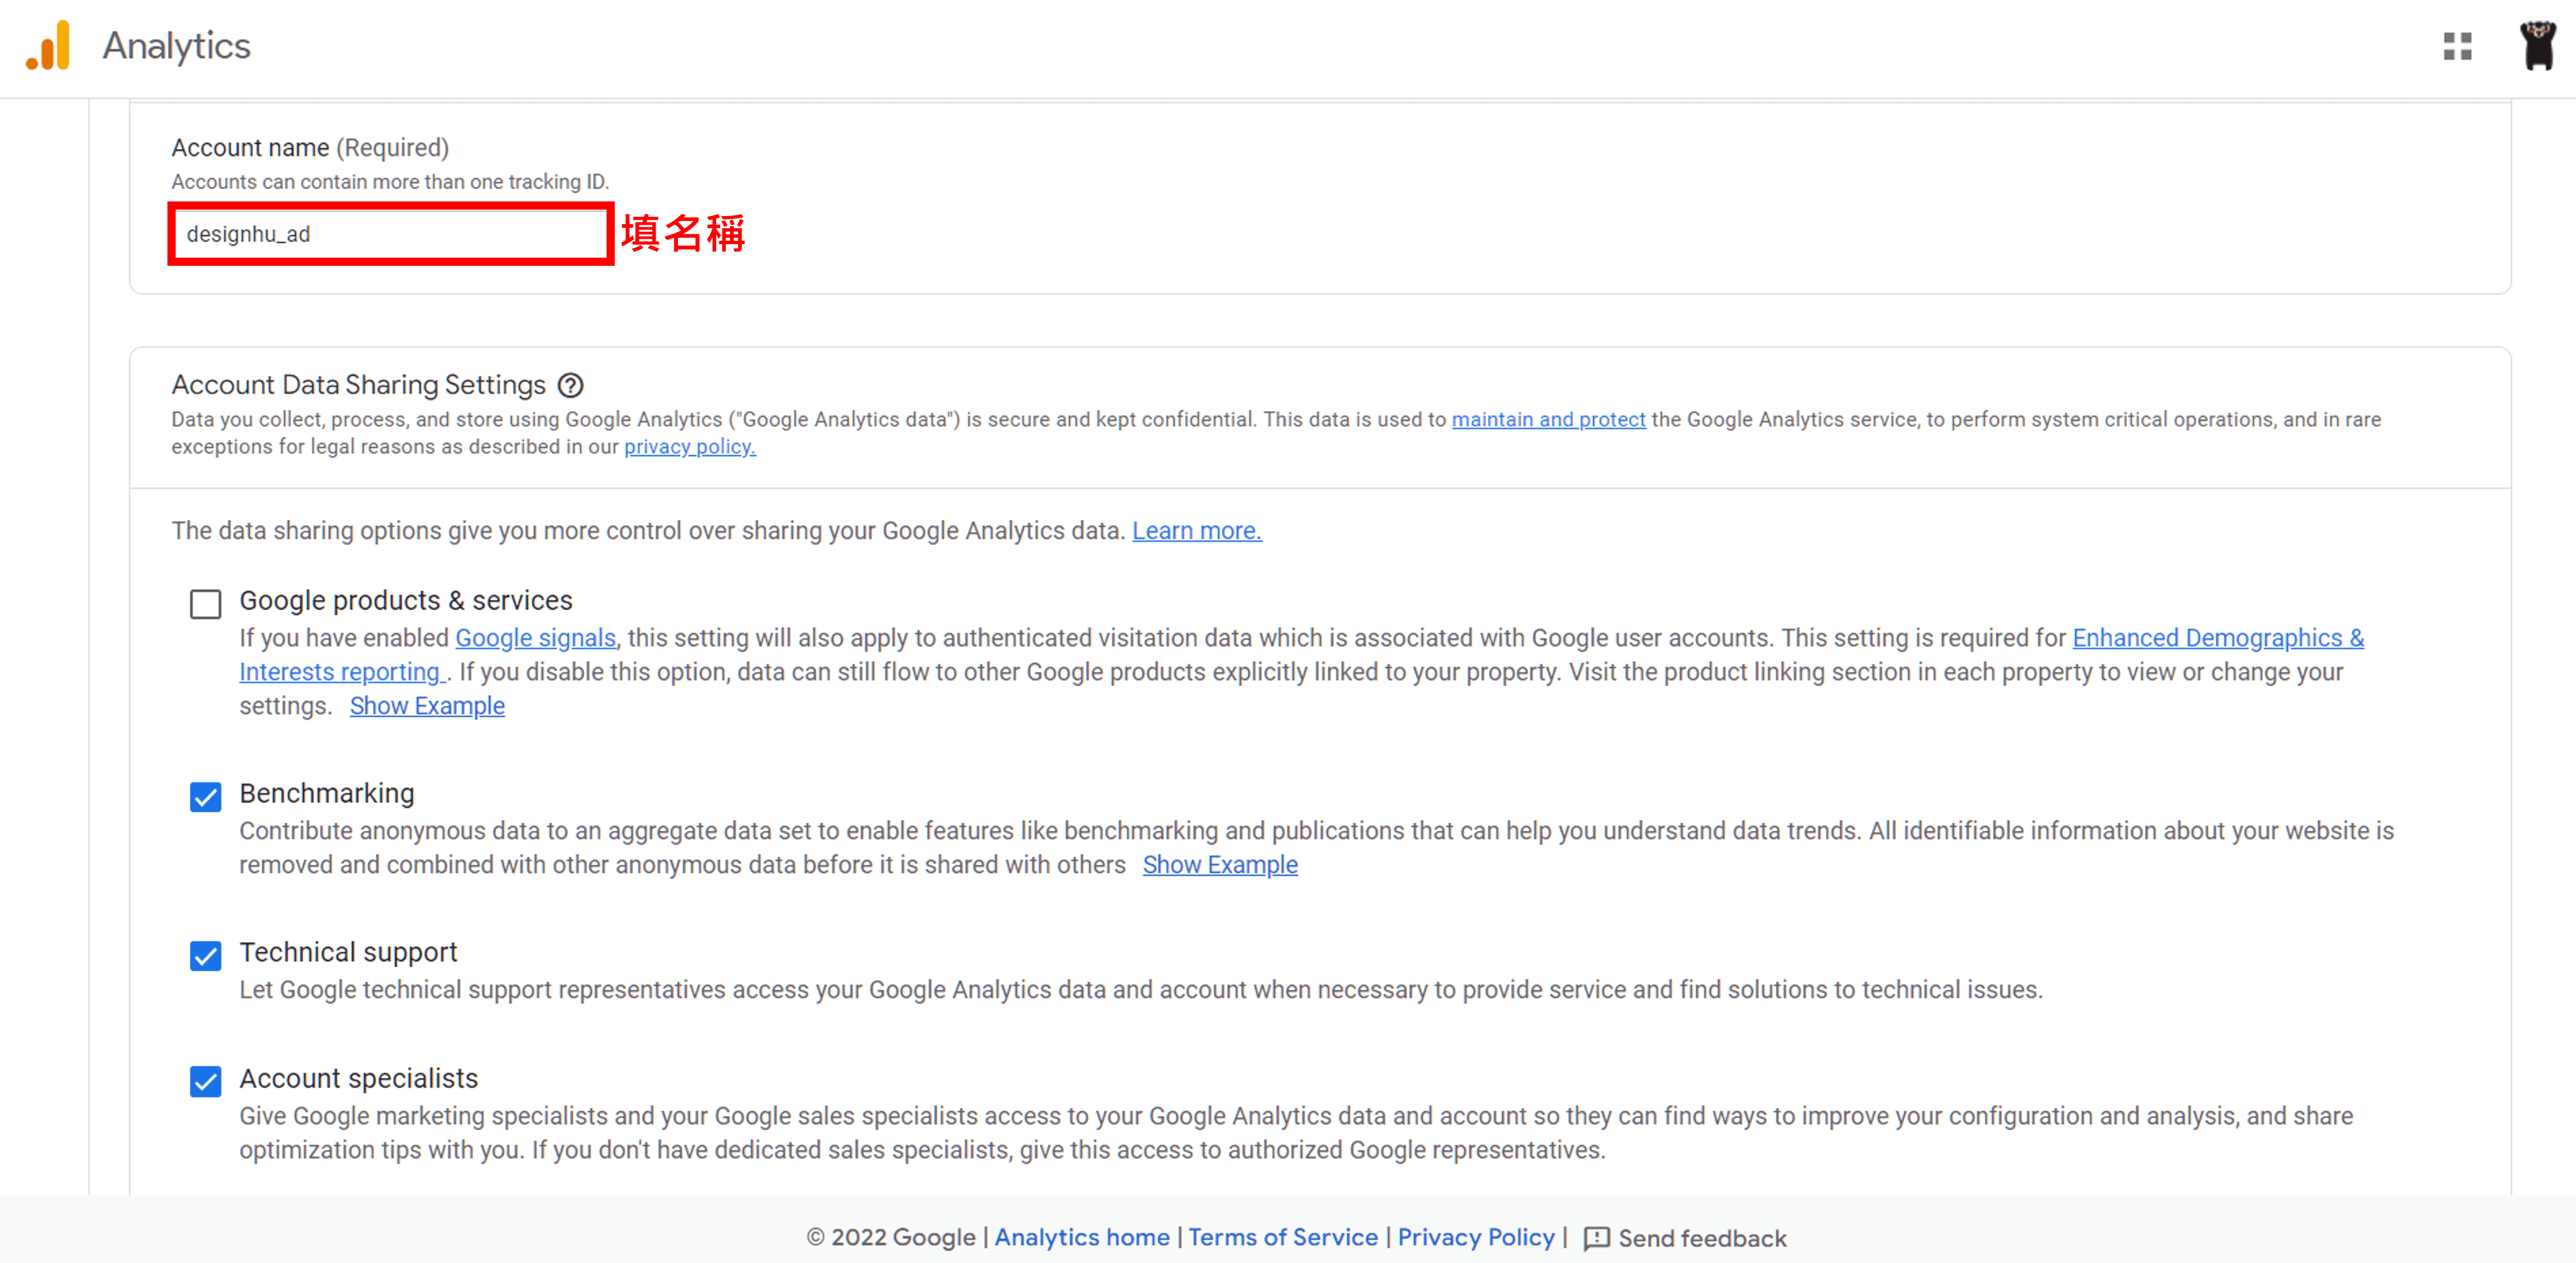 Analytics
Account name (Required)
Accounts can contain more than one tracking ID.
designhu_ad 填名稱
Account Data Sharing Settings
Data you collect, process, and store using Google Analytics ("Google Analytics data") is secure and kept confidential. This data is used to maintain and protect the Google Analytics service, to perform system critical operations, and in rare
exceptions for legal reasons as described in our privacy policy.
The data sharing options give you more control over sharing your Google Analytics data. Learn more.
Google products & services
If you have enabled Google signals, this setting will also apply to authenticated visitation data which is associated with Google user accounts. This setting is required for Enhanced Demographics &
Interests reporting . If you disable this option, data can still flow to other Google products explicitly linked to your property. Visit the product linking section in each property to view or change your
settings. Show Example
Benchmarking
Contribute anonymous data to an aggregate data set to enable features like benchmarking and publications that can help you understand data trends. All identifiable information about your website is
removed and combined with other anonymous data before it is shared with others Show Example
Technical support
Let Google technical support representatives access your Google Analytics data and account when necessary to provide service and find solutions to technical issues.
Account specialists
Give Google marketing specialists and your Google sales specialists access to your Google Analytics data and account so they can find ways to improve your configuration and analysis, and share
optimization tips with you. If you don't have dedicated sales specialists, give this access to authorized Google representatives.
© 2022 Google | Analytics home | Terms of Service | Privacy Policy | Send feedback